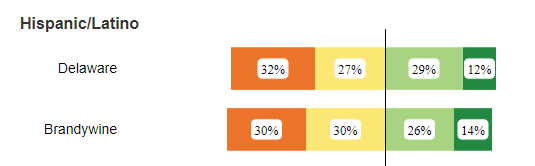 Hispanic/Latino
Delaware 32% 27% 29% 12%
Brandywine 30% 30% 26% 14%